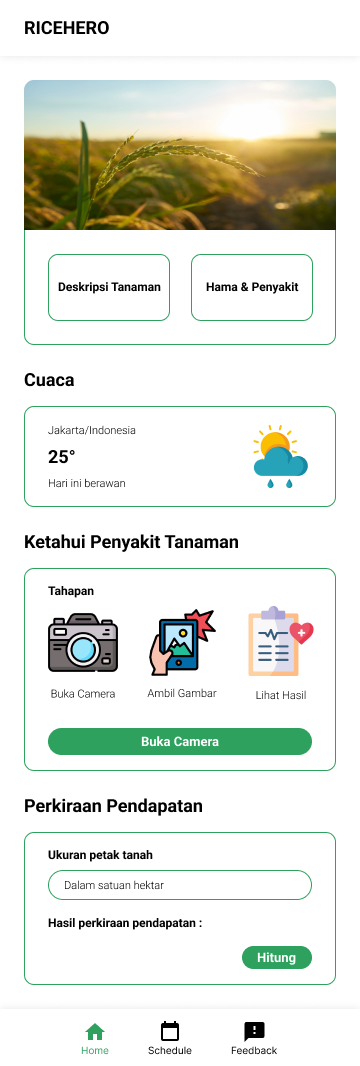 RICEHERO
Deskripsi Tanaman
Hama & Penyakit
Cuaca
Jakarta/Indonesia
25°
Hari ini berawan
Ketahui Penyakit Tanaman
Tahapan
Buka Camera
Ambil Gambar
Lihat Hasil
Buka Camera
Perkiraan Pendapatan
Ukuran petak tanah
Dalam satuan hektar
Hasil perkiraan pendapatan :
Hitung
Home
Schedule
Feedback